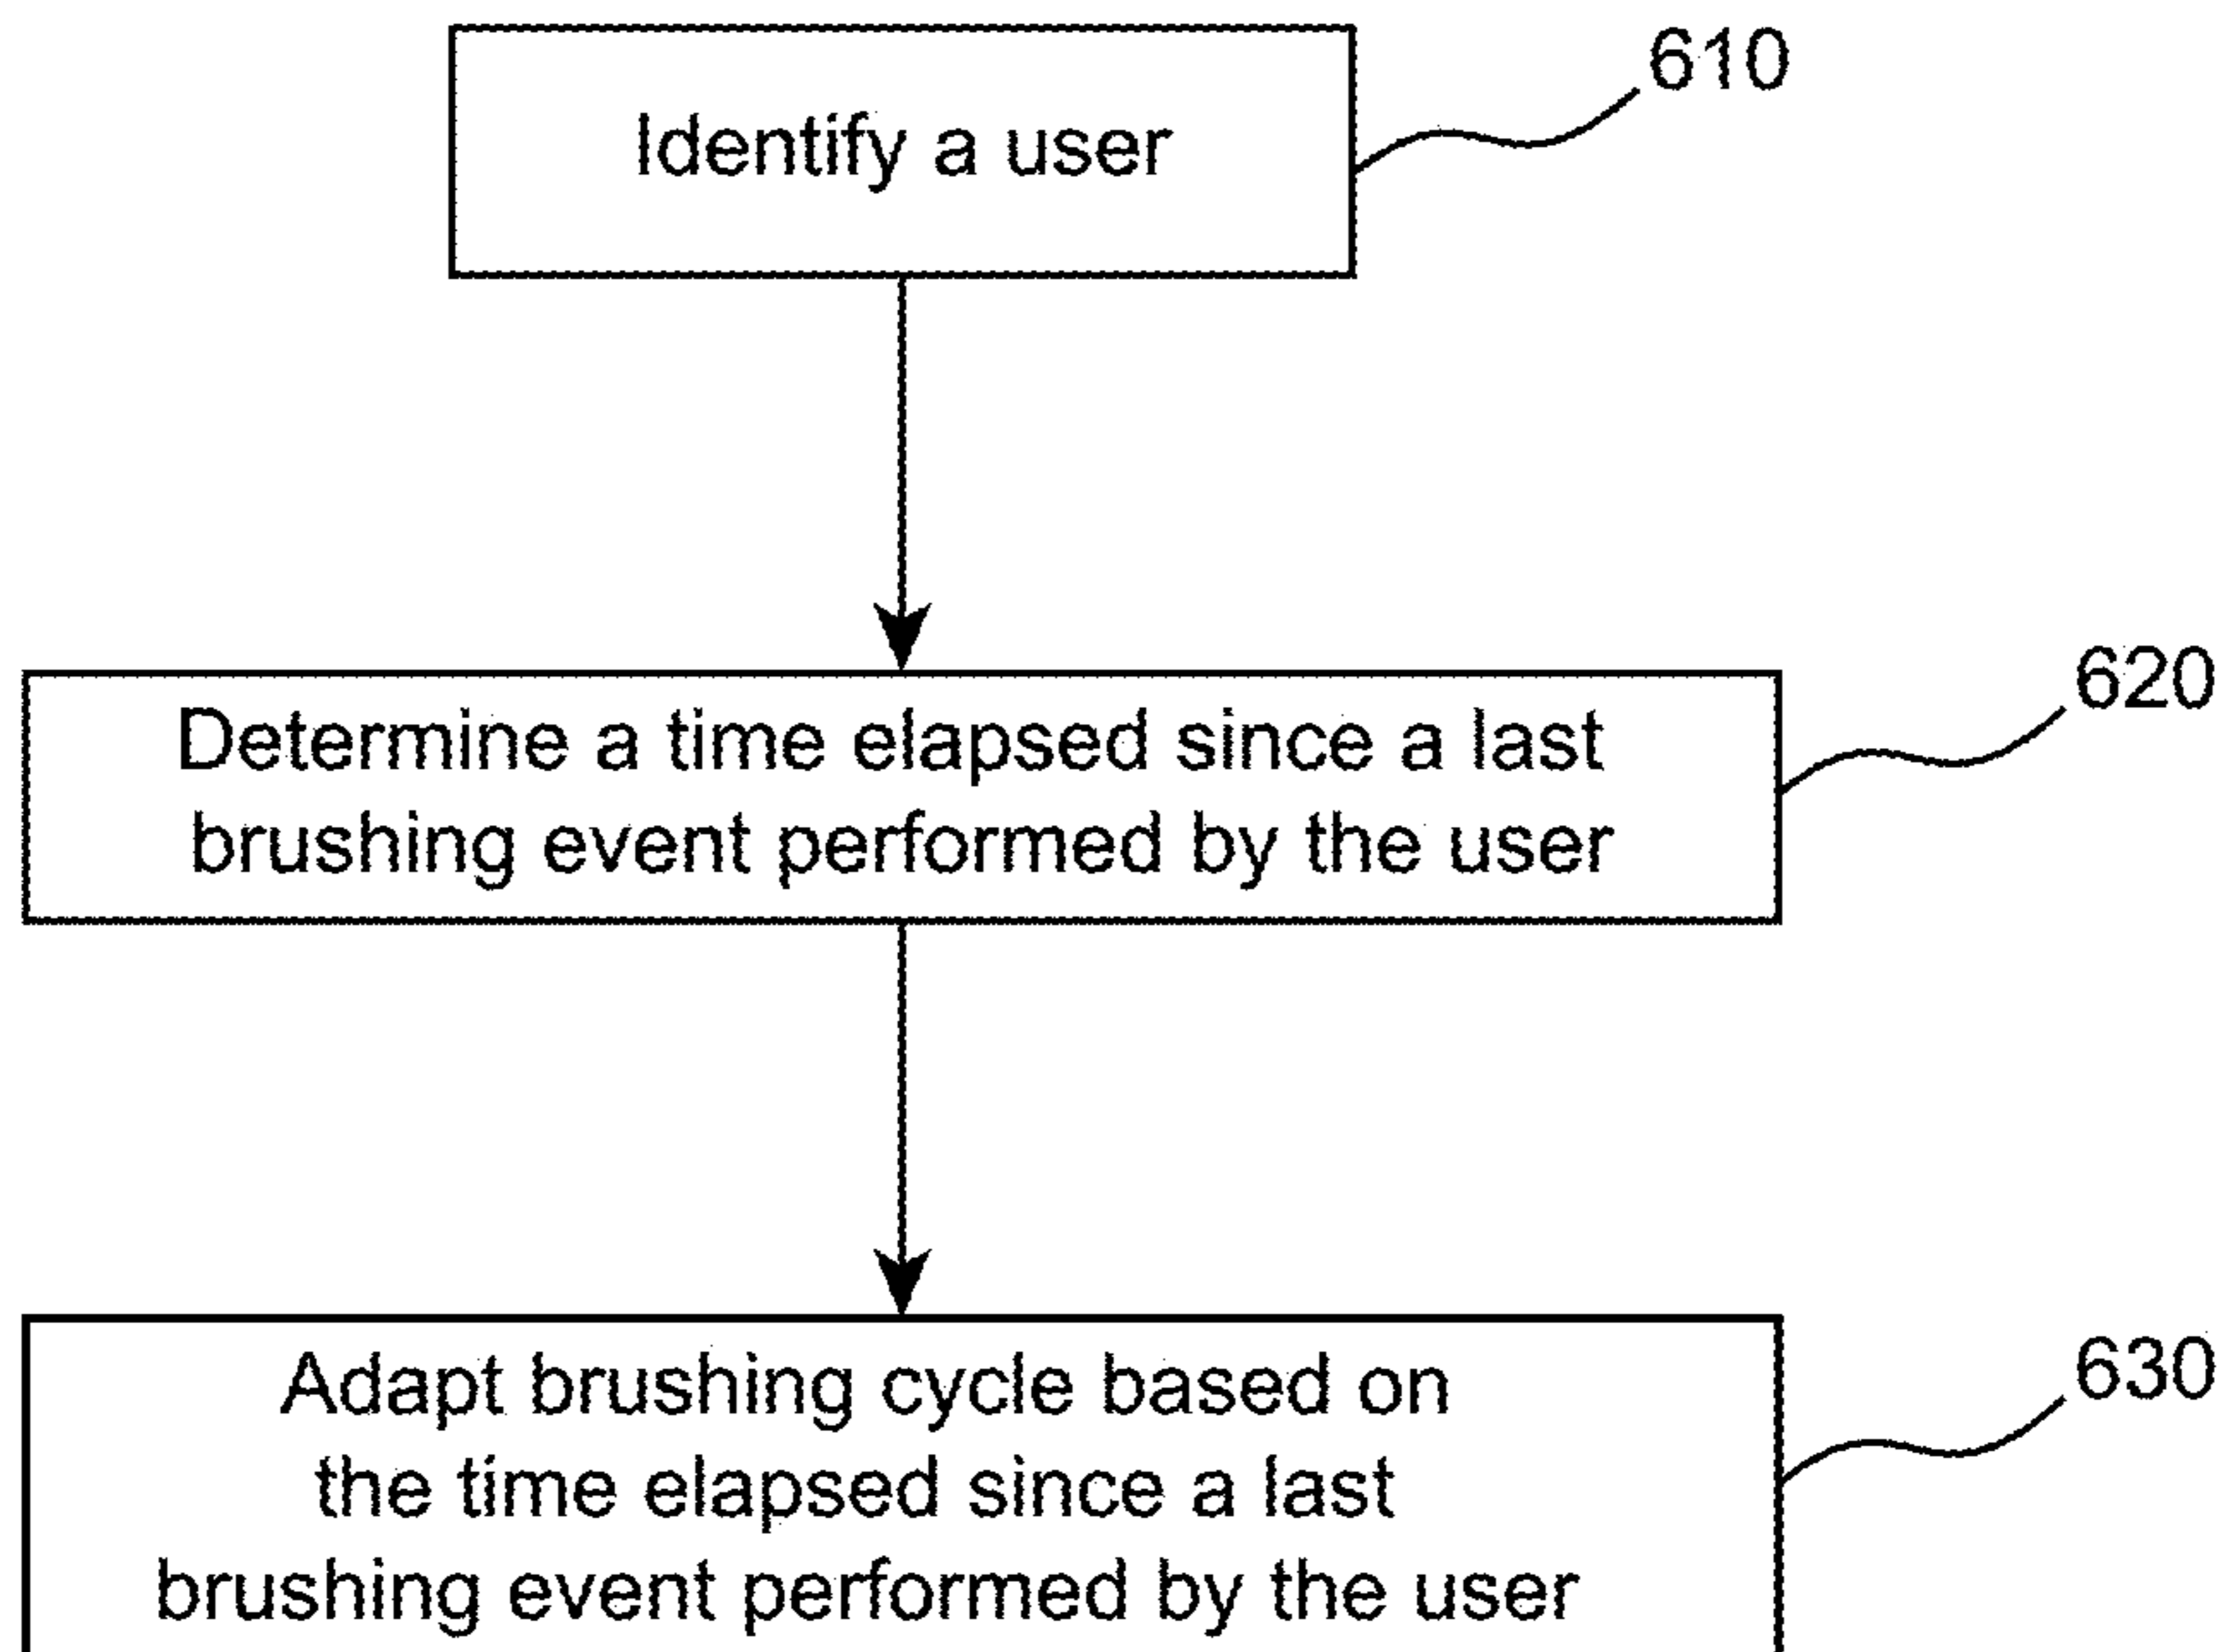 Identify a user
610
Determine a time elapsed since a last
brushing event performed by the user
620
Adapt brushing cycle based on
the time elapsed since a last
brushing event performed by the user
630